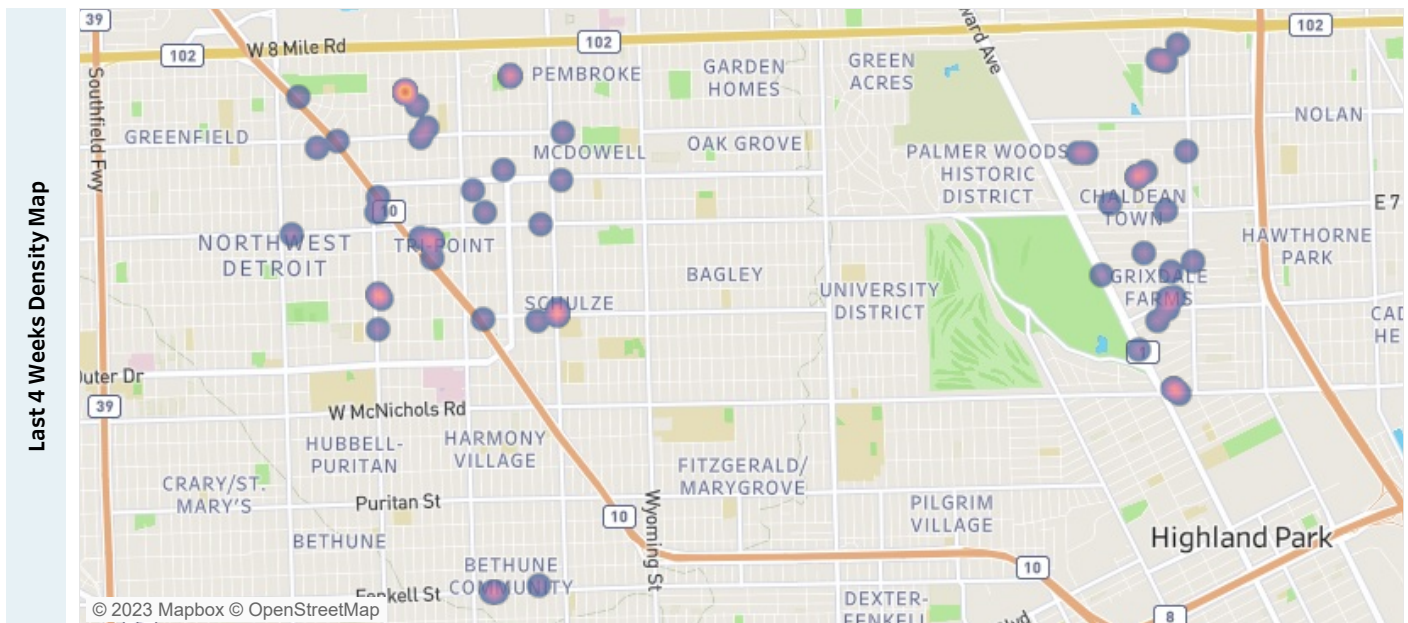 Last 4 Weeks Density Map
39
102
W 8 Mile Rd
102
ward Ave
102
PEMBROKE
GARDEN
HOMES
GREEN
ACRES
Southfield Fwy
NOLAN
GREENFIELD
MCDOWELL
OAK GROVE
PALMER WOODS
HISTORIC
DISTRICT
CHALDEAN
TOWN
10
E 7
NORTHWEST
DETROIT
TRI-POINT
HAWTHORNE
PARK
BAGLEY
GRIXDALE
FARMS
UNIVERSITY
DISTRICT
SCHULZE
CAD
HE
1
Outer Dr
39
W McNichols Rd
HUBBELL-
PURITAN
HARMONY
VILLAGE
FITZGERALD/
MARYGROVE
CRARY/ST.
MARY'S
Puritan St
PILGRIM
VILLAGE
10
Wyoming St
BETHUNE
Highland Park
BETHUNE
COMMUNITY
10
Fenkell St
DEXTER-
FENKELL
8
lvd
© 2023 Mapbox © OpenStreetMap